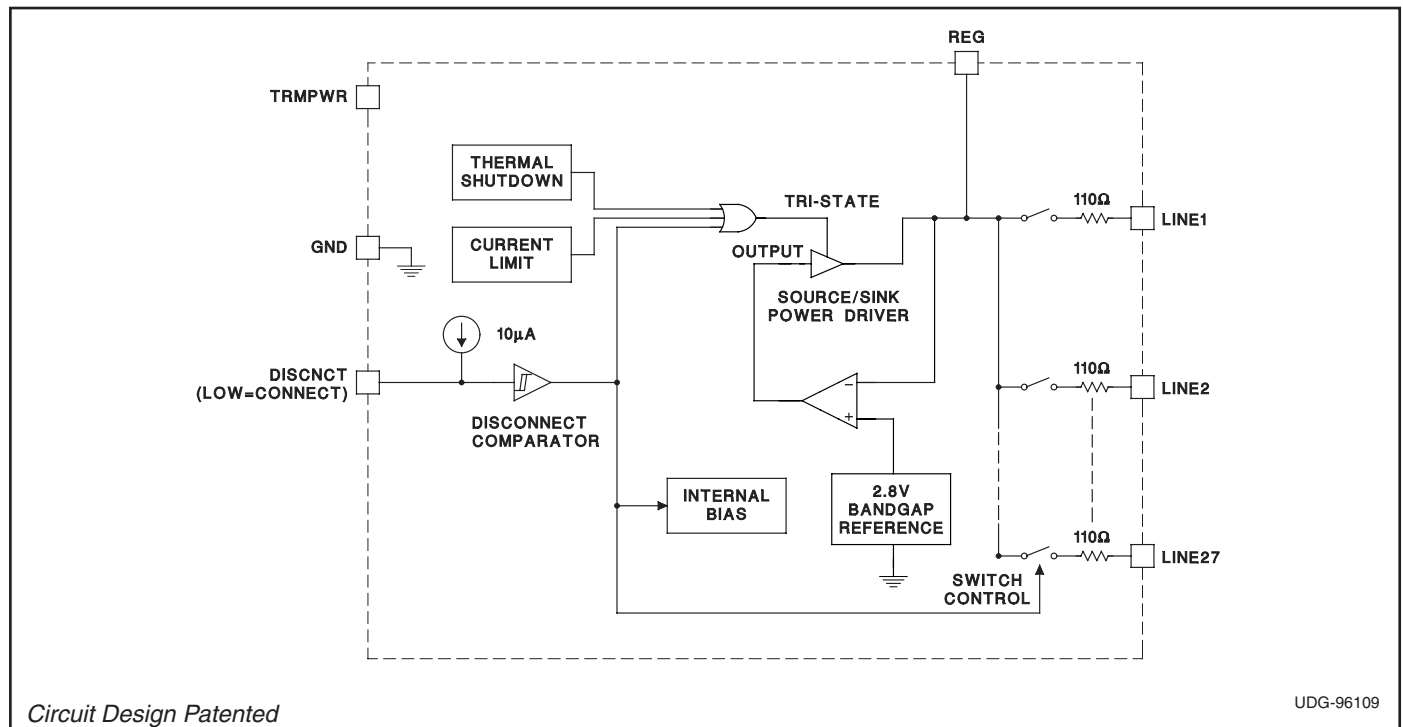 REG
TRMPWR
THERMAL
SHUTDOWN
TRI-STATE
110Ω
LINE1
GND
CURRENT
LIMIT
OUTPUT
SOURCE/SINK
POWER DRIVER
10µA
DISCNCT
(LOW=CONNECT)
110Ω
LINE2
–
+
DISCONNECT
COMPARATOR
INTERNAL
BIAS
2.8V
BANDGAP
REFERENCE
110Ω
LINE27
SWITCH
CONTROL
Circuit Design Patented
UDG-96109